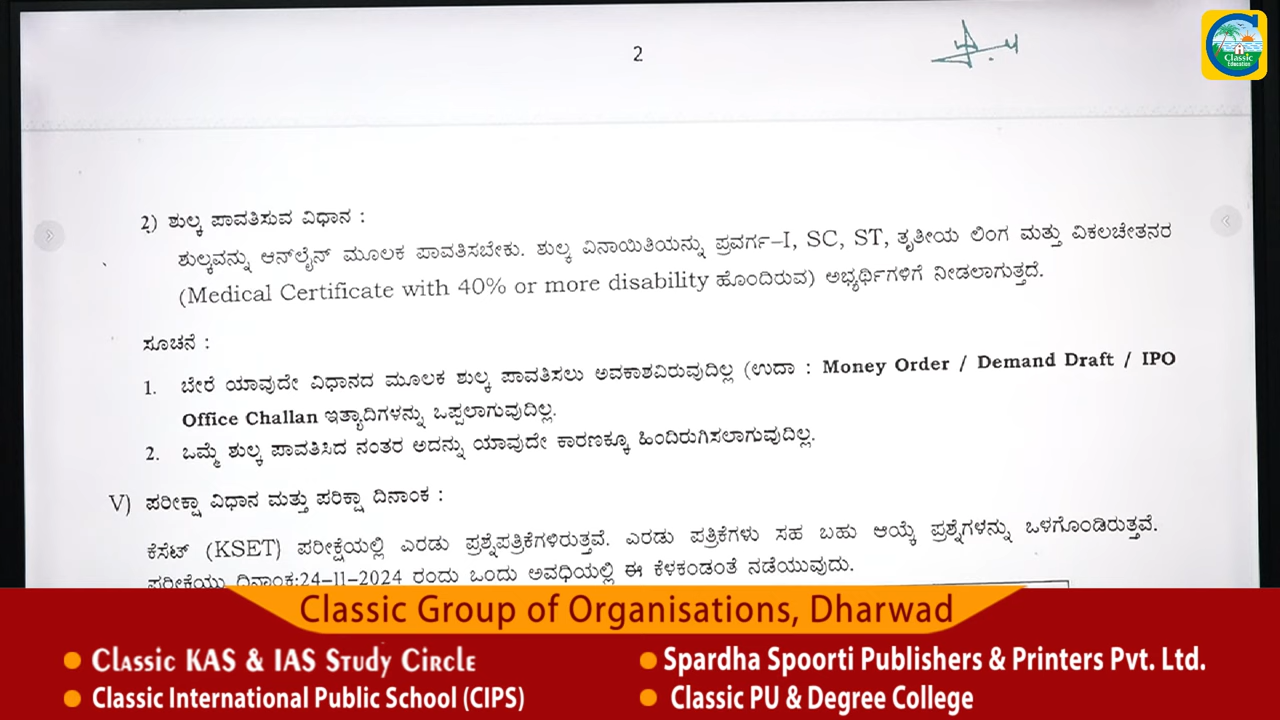 2
Classic
Education
2) ಶುಲ್ಕ ಪಾವತಿಸುವ ವಿಧಾನ :
ಶುಲ್ಕವನ್ನು ಆನ್‌ಲೈನ್ ಮೂಲಕ ಪಾವತಿಸಬೇಕು. ಶುಲ್ಕ ವಿನಾಯಿತಿಯನ್ನು ಪ್ರವರ್ಗ–I, SC, ST, ತೃತೀಯ ಲಿಂಗ ಮತ್ತು ವಿಕಲಚೇತನರ
(Medical Certificate with 40% or more disability ಹೊಂದಿರುವ) ಅಭ್ಯರ್ಥಿಗಳಿಗೆ ನೀಡಲಾಗುತ್ತದೆ.
ಸೂಚನೆ :
1. ಬೇರೆ ಯಾವುದೇ ವಿಧಾನದ ಮೂಲಕ ಶುಲ್ಕ ಪಾವತಿಸಲು ಅವಕಾಶವಿರುವುದಿಲ್ಲ (ಉದಾ : Money Order / Demand Draft / IPO
Office Challan ಇತ್ಯಾದಿಗಳನ್ನು ಒಪ್ಪಲಾಗುವುದಿಲ್ಲ.
2. ಒಮ್ಮೆ ಶುಲ್ಕ ಪಾವತಿಸಿದ ನಂತರ ಅದನ್ನು ಯಾವುದೇ ಕಾರಣಕ್ಕೂ ಹಿಂದಿರುಗಿಸಲಾಗುವುದಿಲ್ಲ.
V) ಪರೀಕ್ಷಾ ವಿಧಾನ ಮತ್ತು ಪರಿಕ್ಷಾ ದಿನಾಂಕ :
ಕೆಸೆಟ್ (KSET) ಪರೀಕ್ಷೆಯಲ್ಲಿ ಎರಡು ಪ್ರಶ್ನೆಪತ್ರಿಕೆಗಳಿರುತ್ತವೆ. ಎರಡು ಪತ್ರಿಕೆಗಳು ಸಹ ಬಹು ಆಯ್ಕೆ ಪ್ರಶ್ನೆಗಳನ್ನು ಒಳಗೊಂಡಿರುತ್ತವೆ.
ಪರೀಕ್ಷೆಯು ದಿನಾಂಕ:24–11–2024 ರಂದು ಒಂದು ಅವಧಿಯಲ್ಲಿ ಈ ಕೆಳಕಂಡಂತೆ ನಡೆಯುವುದು.
Classic Group of Organisations, Dharwad
Classic KAS & IAS Study Circle
Spardha Spoorti Publishers & Printers Pvt. Ltd.
Classic International Public School (CIPS)
Classic PU & Degree College